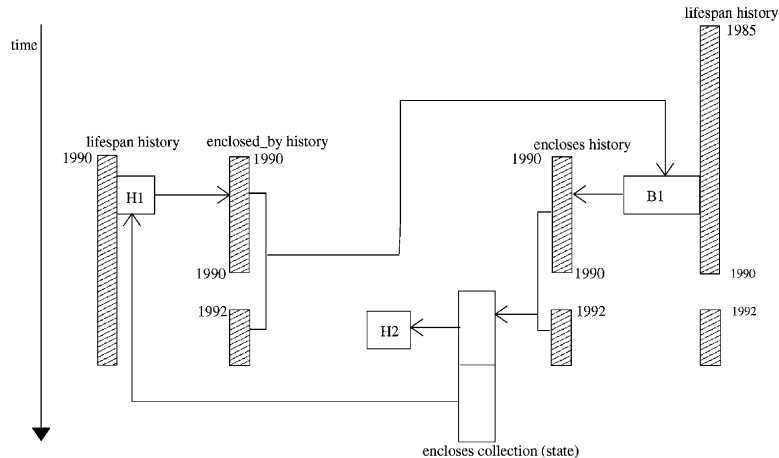 lifespan history
1985
time
lifespan history
enclosed_by history
encloses history
1990
1990
1990
H1
B1
1990
1990
1990
1992
1992
1992
H2
encloses collection (state)